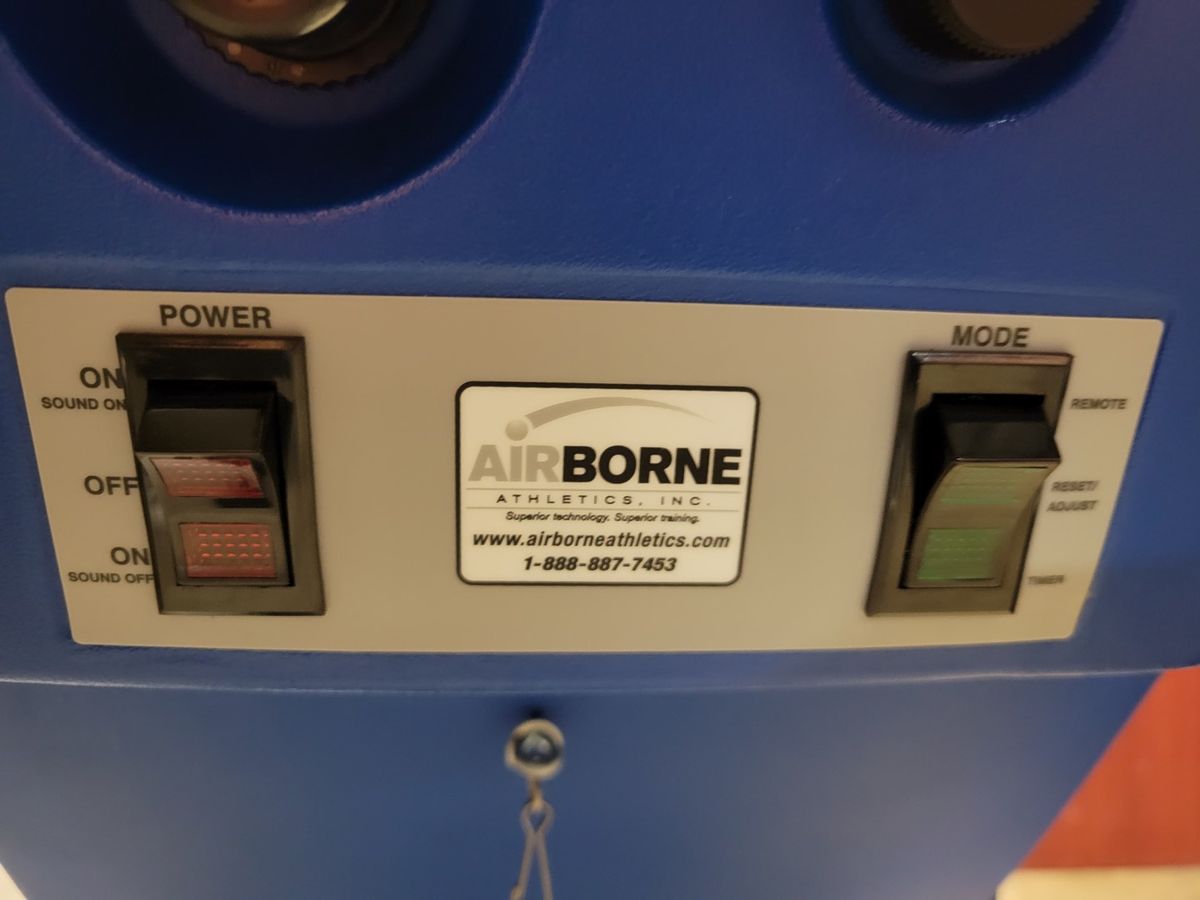 POWER
ON
SOUND ON
OFF
ON
SOUND OFF
AIRBORNE
ATHLETICS, INC.
Superior technology. Superior training.
www.airborneathletics.com
1-888-887-7453
MODE
REMOTE
RESET/
ADJUST
TIMER